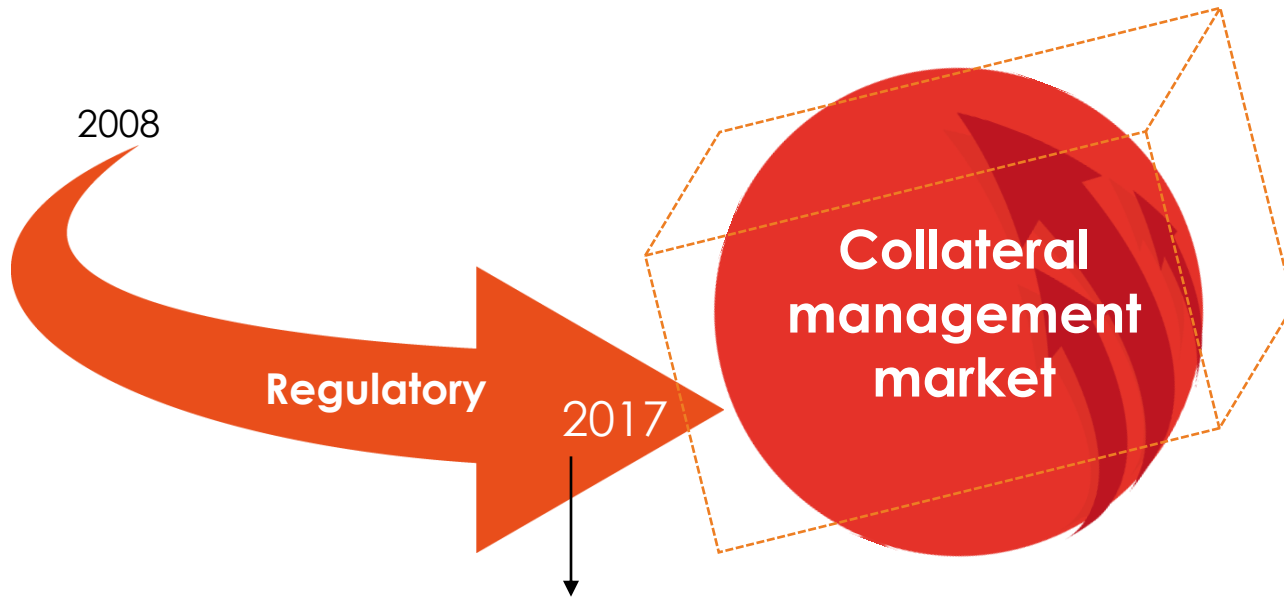 2008
Regulatory
2017
Collateral
management
market